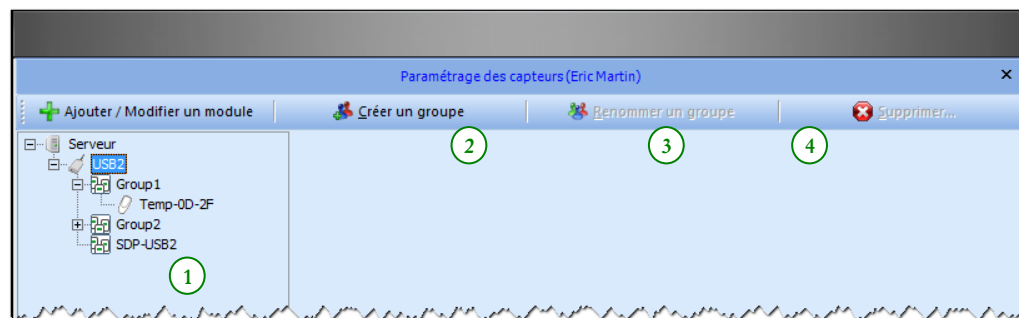 Paramétrage des capteurs (Eric Martin)
Ajouter / Modifier un module Créer un groupe Renommer un groupe Supprimer...
2 3 4
Serveur
USB2
Group1
Temp-0D-2F
Group2
SDP-USB2
1